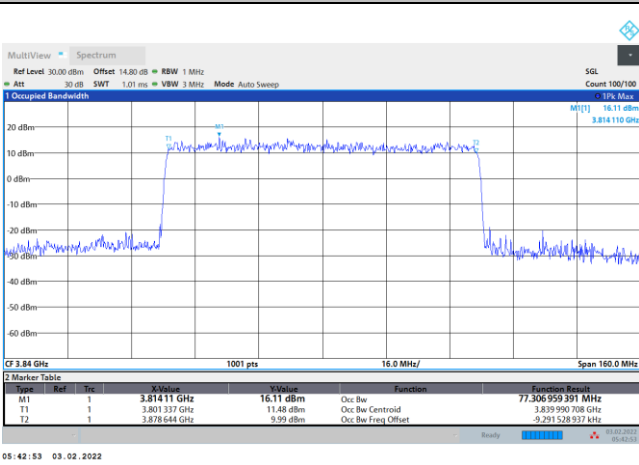 MultiView Spectrum
Ref Level 30.00 dBm Offset 14.80 dB RBW 1 MHz SGL
Att 30 dB SWT 1.01 ms VBW 3 MHz Mode Auto Sweep Count 100/100
1 Occupied Bandwidth 1Pk Max
M1[1] 16.11 dBm
3.814 110 GHz
20 dBm
T1
M1
T2
10 dBm
0 dBm
-10 dBm
-20 dBm
-30 dBm
-40 dBm
-50 dBm
-60 dBm
CF 3.84 GHz 1001 pts 16.0 MHz/ Span 160.0 MHz
2 Marker Table
Type Ref Trc X-Value Y-Value Function Function Result
M1 1 3.81411 GHz 16.11 dBm Occ Bw 77.306 959 391 MHz
T1 1 3.801 337 GHz 11.48 dBm Occ Bw Centroid 3.839 990 708 GHz
T2 1 3.878 644 GHz 9.99 dBm Occ Bw Freq Offset -9.291 528 937 kHz
Ready 03.02.2022
05:42:53
05:42:53 03.02.2022